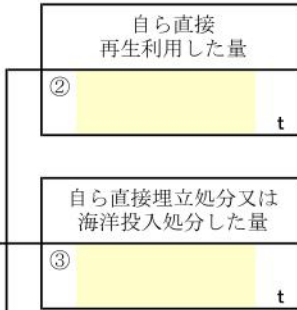 自ら直接
再生利用した量
②
t
自ら直接埋立処分又は
海洋投入処分した量
③
t